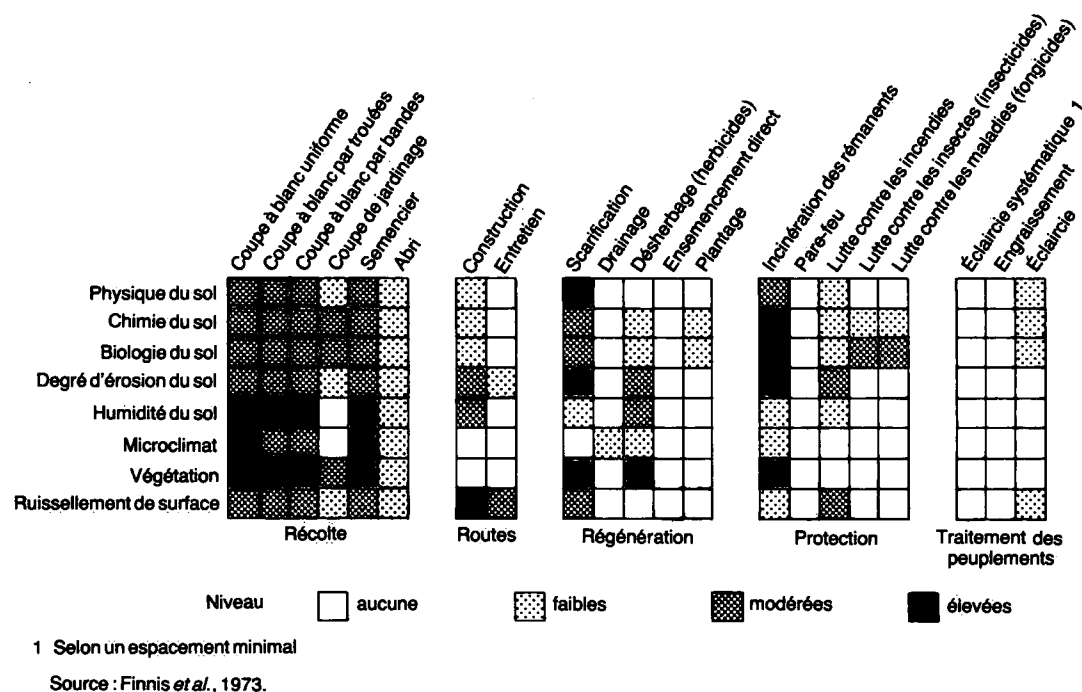 Coupe à blanc uniforme
Coupe à blanc par trouées
Coupe à blanc par bandes
Coupe de jardinage
Semencier
Abri
Construction
Entretien
Scarification
Drainage
Désherbage (herbicides)
Ensemencement direct
Plantage
Incinération des rémanents
Pare-feu
Lutte contre les incendies
Lutte contre les insectes (insecticides)
Lutte contre les maladies (fongicides)
Éclaircie systématique 1
Engraissement
Éclaircie
Physique du sol
Chimie du sol
Biologie du sol
Degré d'érosion du sol
Humidité du sol
Microclimat
Végétation
Ruissellement de surface
Récolte
Routes
Régénération
Protection
Traitement des
peuplements
Niveau aucune faibles modérées élevées
1 Selon un espacement minimal
Source : Finnis et al., 1973.